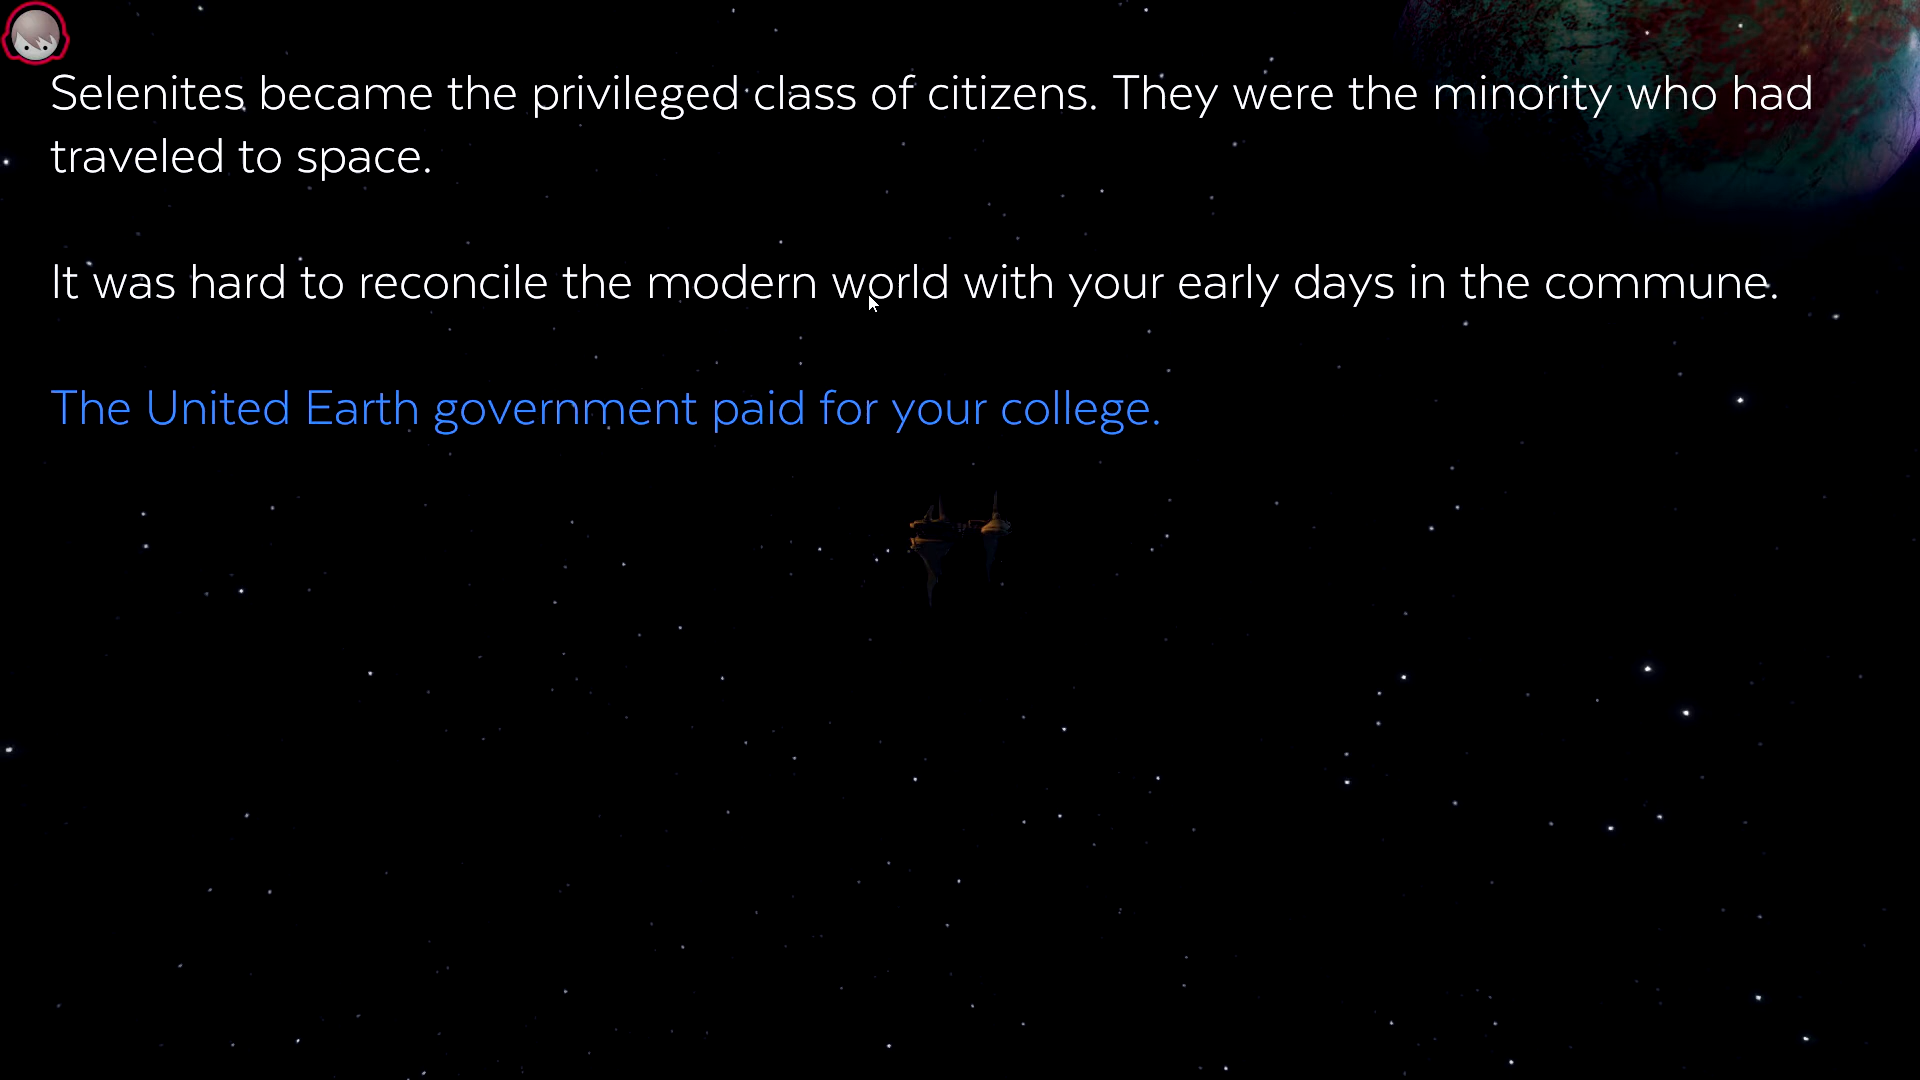 Selenites became the privileged class of citizens. They were the minority who had
traveled to space.
It was hard to reconcile the modern world with your early days in the commune.
The United Earth government paid for your college.